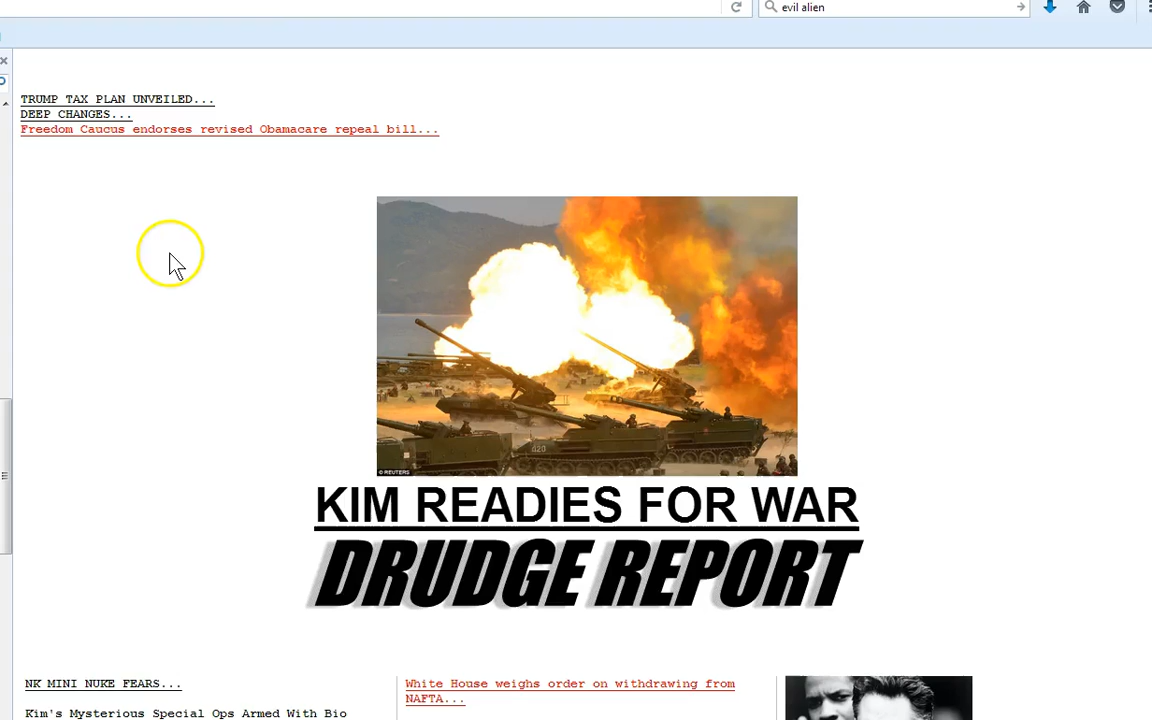 evil alien
TRUMP TAX PLAN UNVEILED...
DEEP CHANGES...
Freedom Caucus endorses revised Obamacare repeal bill...
420
© REUTERS
KIM READIES FOR WAR
DRUDGE REPORT
NK MINI NUKE FEARS...
Kim's Mysterious Special Ops Armed With Bio
White House weighs order on withdrawing from
NAFTA...